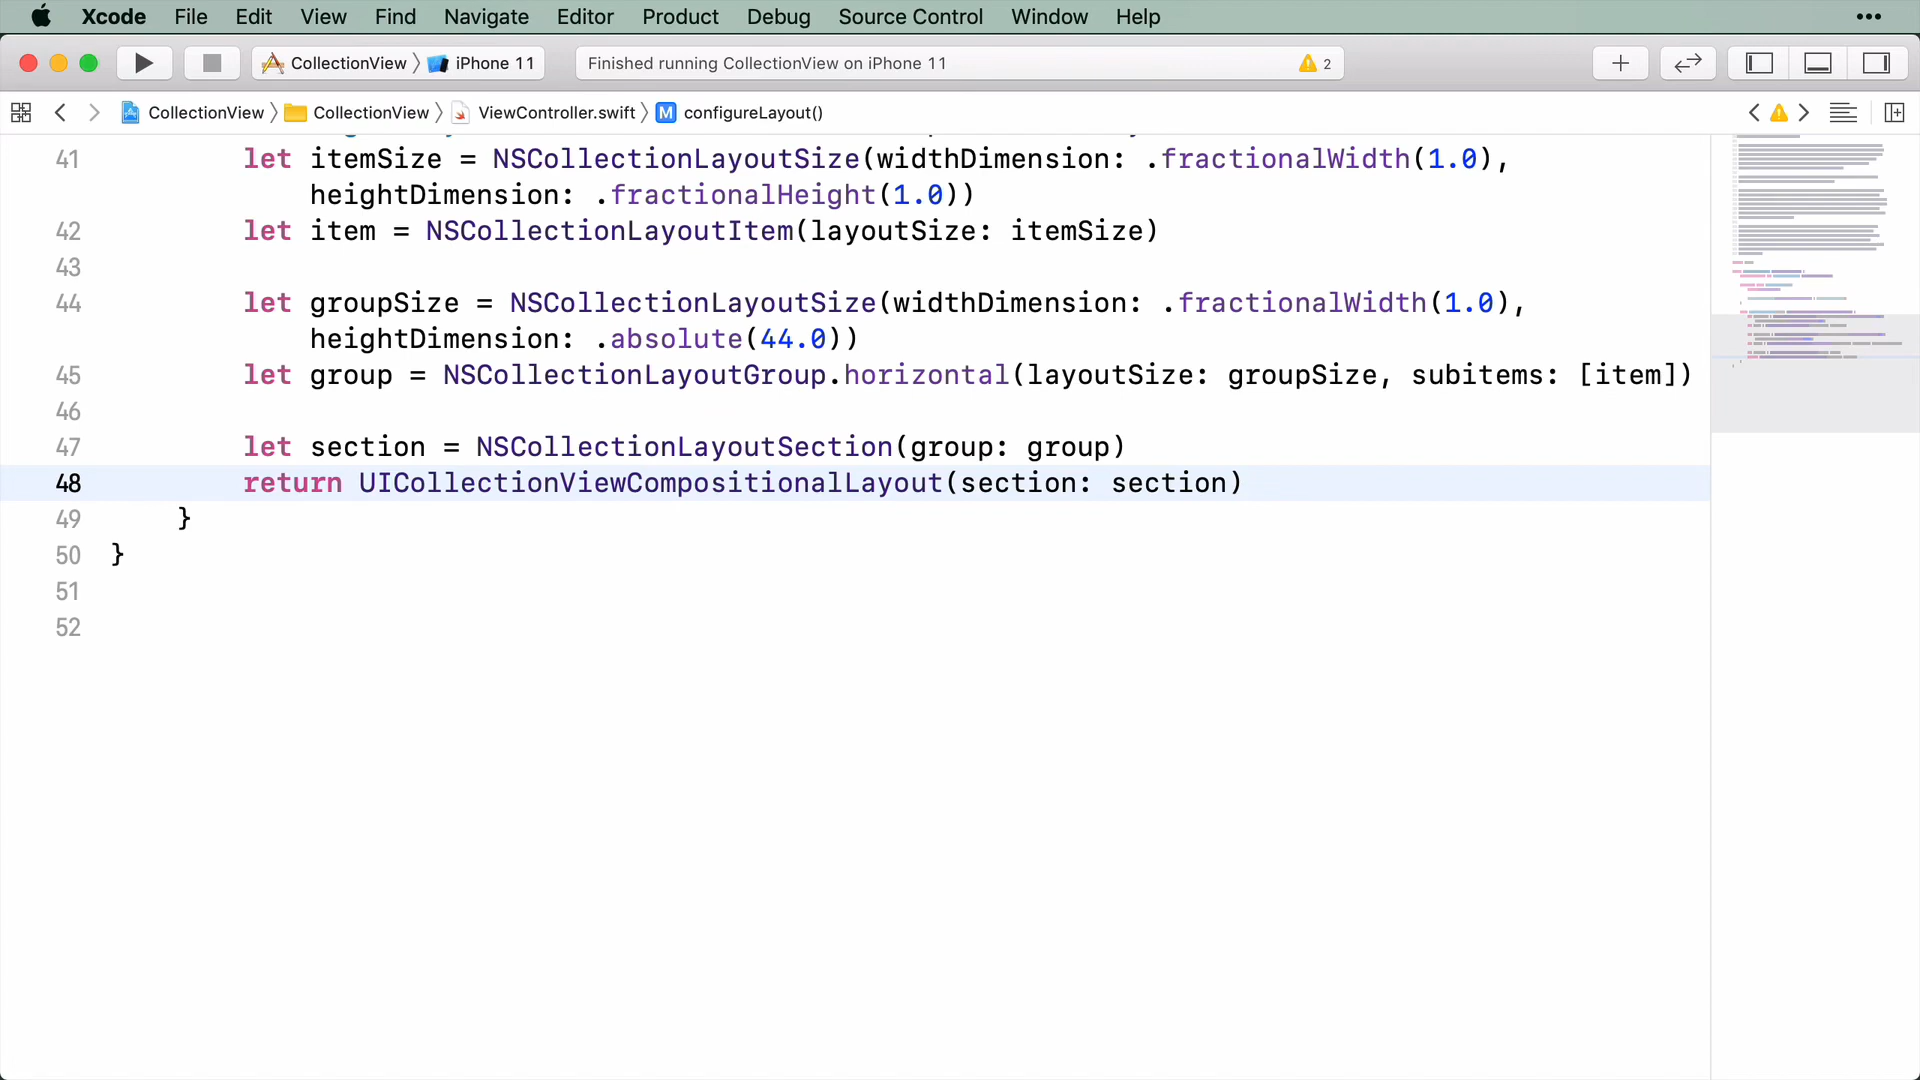 Xcode File Edit View Find Navigate Editor Product Debug Source Control Window Help
CollectionView iPhone 11 Finished running CollectionView on iPhone 11 2
CollectionView CollectionView ViewController.swift M configureLayout()
41 let itemSize = NSCollectionLayoutSize(widthDimension: .fractionalWidth(1.0),
heightDimension: .fractionalHeight(1.0))
42 let item = NSCollectionLayoutItem(layoutSize: itemSize)
43
44 let groupSize = NSCollectionLayoutSize(widthDimension: .fractionalWidth(1.0),
heightDimension: .absolute(44.0))
45 let group = NSCollectionLayoutGroup.horizontal(layoutSize: groupSize, subitems: [item])
46
47 let section = NSCollectionLayoutSection(group: group)
48 return UICollectionViewCompositionalLayout(section: section)
49 }
50 }
51
52